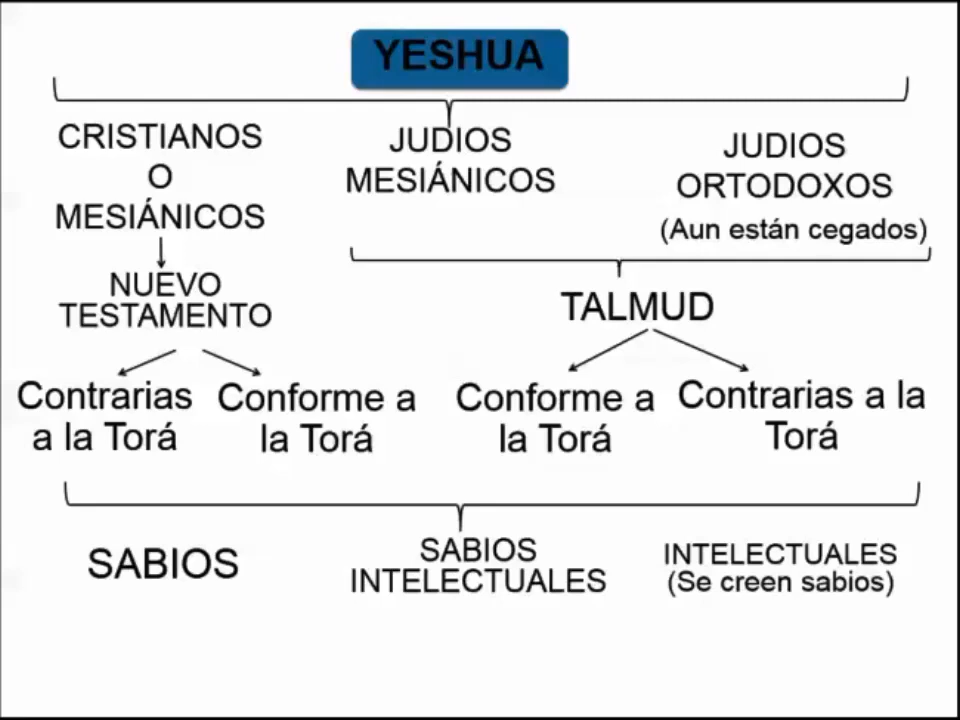 YESHUA
CRISTIANOS
O
MESIÁNICOS
JUDIOS
MESIÁNICOS
JUDIOS
ORTODOXOS
(Aun están cegados)
NUEVO
TESTAMENTO
TALMUD
Contrarias
a la Torá
Conforme a
la Torá
Conforme a
la Torá
Contrarias a la
Torá
SABIOS
SABIOS
INTELECTUALES
INTELECTUALES
(Se creen sabios)